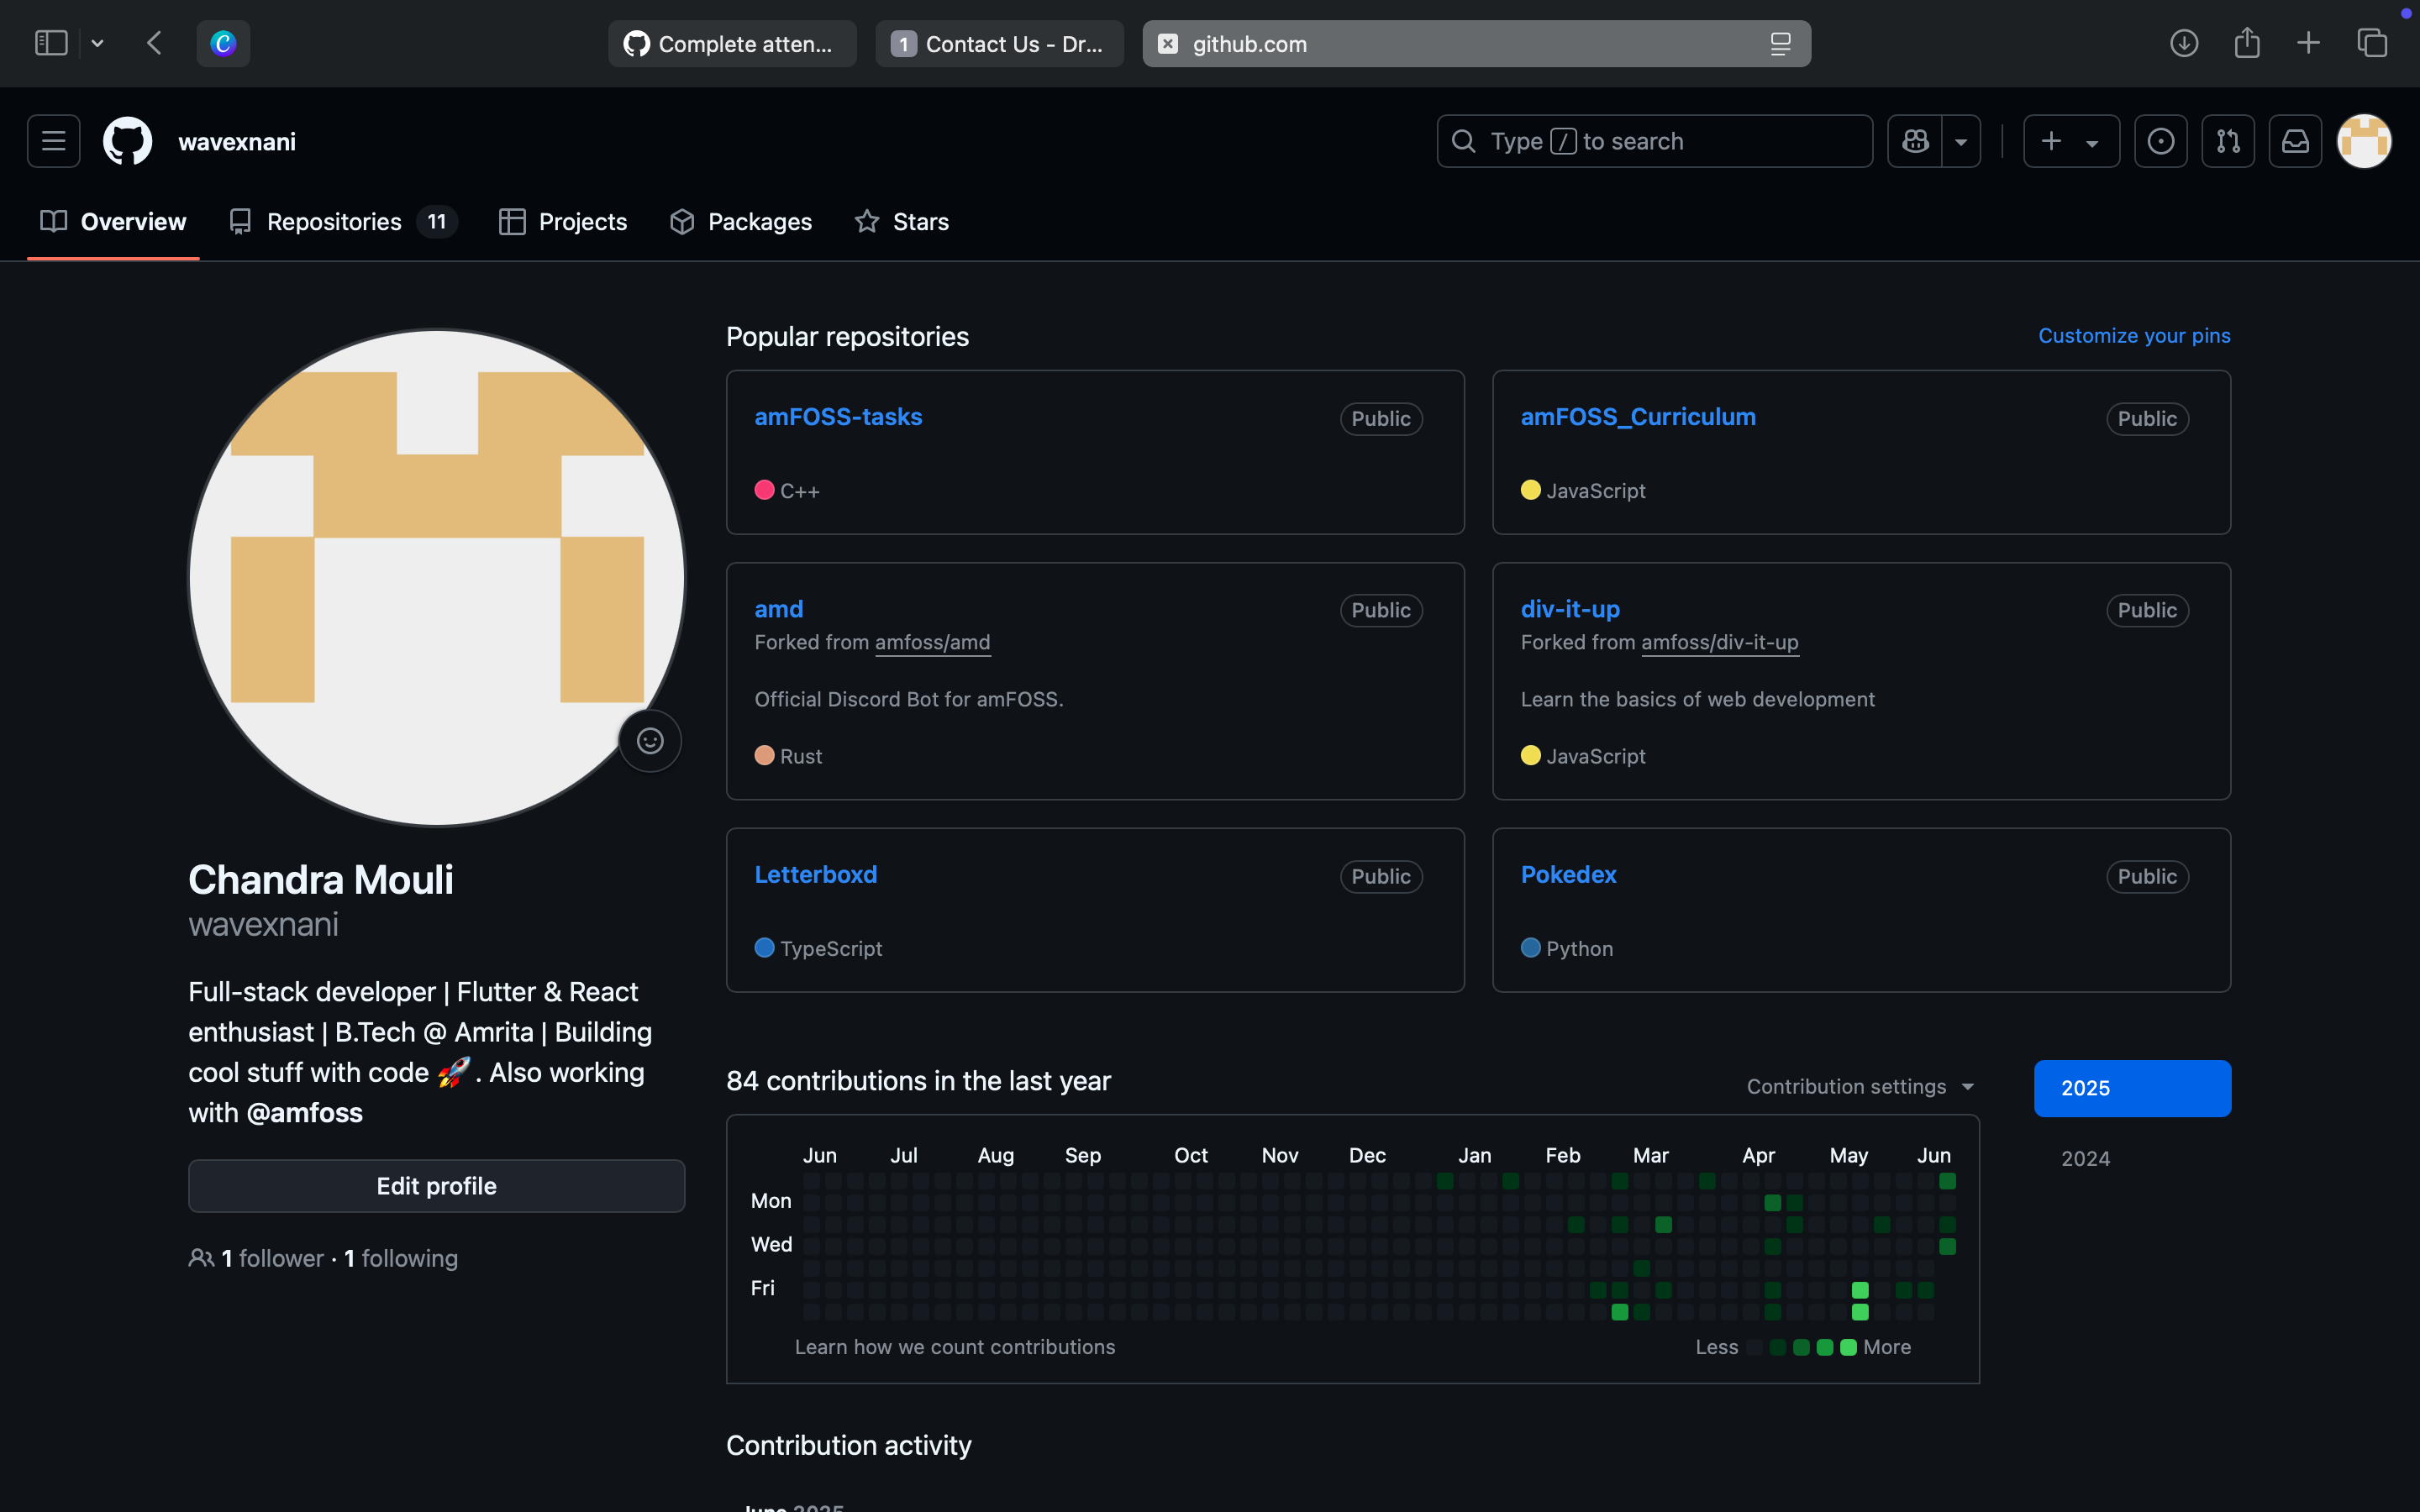 Complete atten...
1 Contact Us - Dr...
github.com
wavexnani
Type / to search
Overview
Repositories 11
Projects
Packages
Stars
Popular repositories
Customize your pins
amFOSS-tasks Public
C++
amFOSS_Curriculum Public
JavaScript
amd Public
Forked from amfoss/amd
Official Discord Bot for amFOSS.
Rust
div-it-up Public
Forked from amfoss/div-it-up
Learn the basics of web development
JavaScript
Letterboxd Public
TypeScript
Pokedex Public
Python
Chandra Mouli
wavexnani
Full-stack developer | Flutter & React
enthusiast | B.Tech @ Amrita | Building
cool stuff with code 🚀 . Also working
with @amfoss
Edit profile
1 follower · 1 following
84 contributions in the last year
Contribution settings
2025
2024
Jun Jul Aug Sep Oct Nov Dec Jan Feb Mar Apr May Jun
Mon
Wed
Fri
Learn how we count contributions
Less More
Contribution activity
June 2025